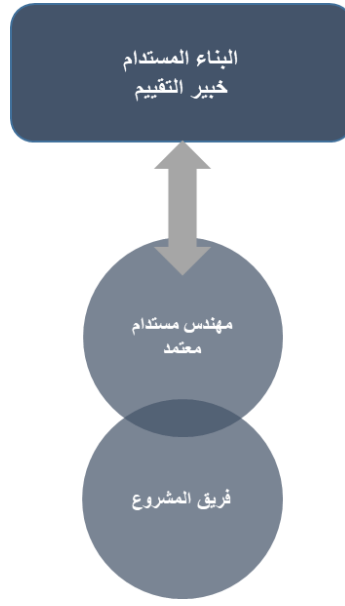 البناء المستدام
خبير التقييم
مهندس مستدام
معتمد
فريق المشروع